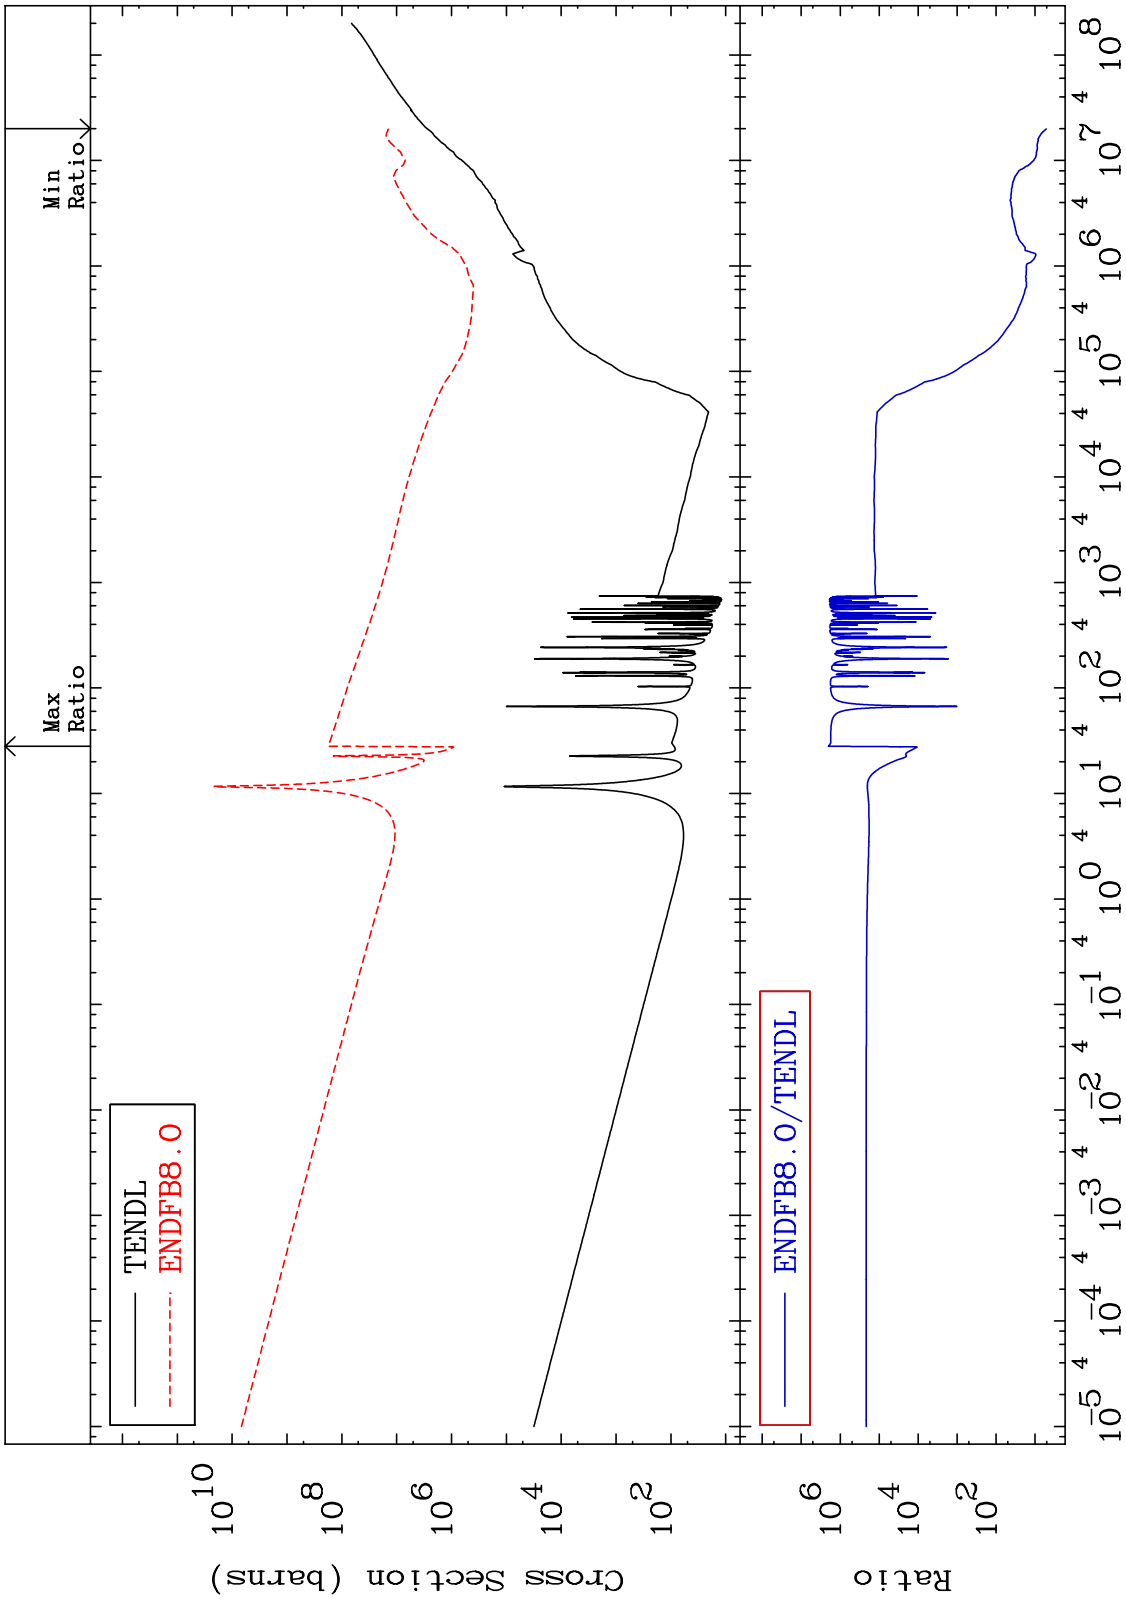 Max
Ratio
Min
Ratio
TENDL
ENDFB8.0
10^10
10^8
10^6
10^4
10^2
Cross Section (barns)
ENDFB8.0/TENDL
10^6
10^4
10^2
Ratio
10^-5 4 10^-4 4 10^-3 4 10^-2 4 10^-1 4 10^0 4 10^1 4 10^2 4 10^3 4 10^4 4 10^5 4 10^6 4 10^7 4 10^8